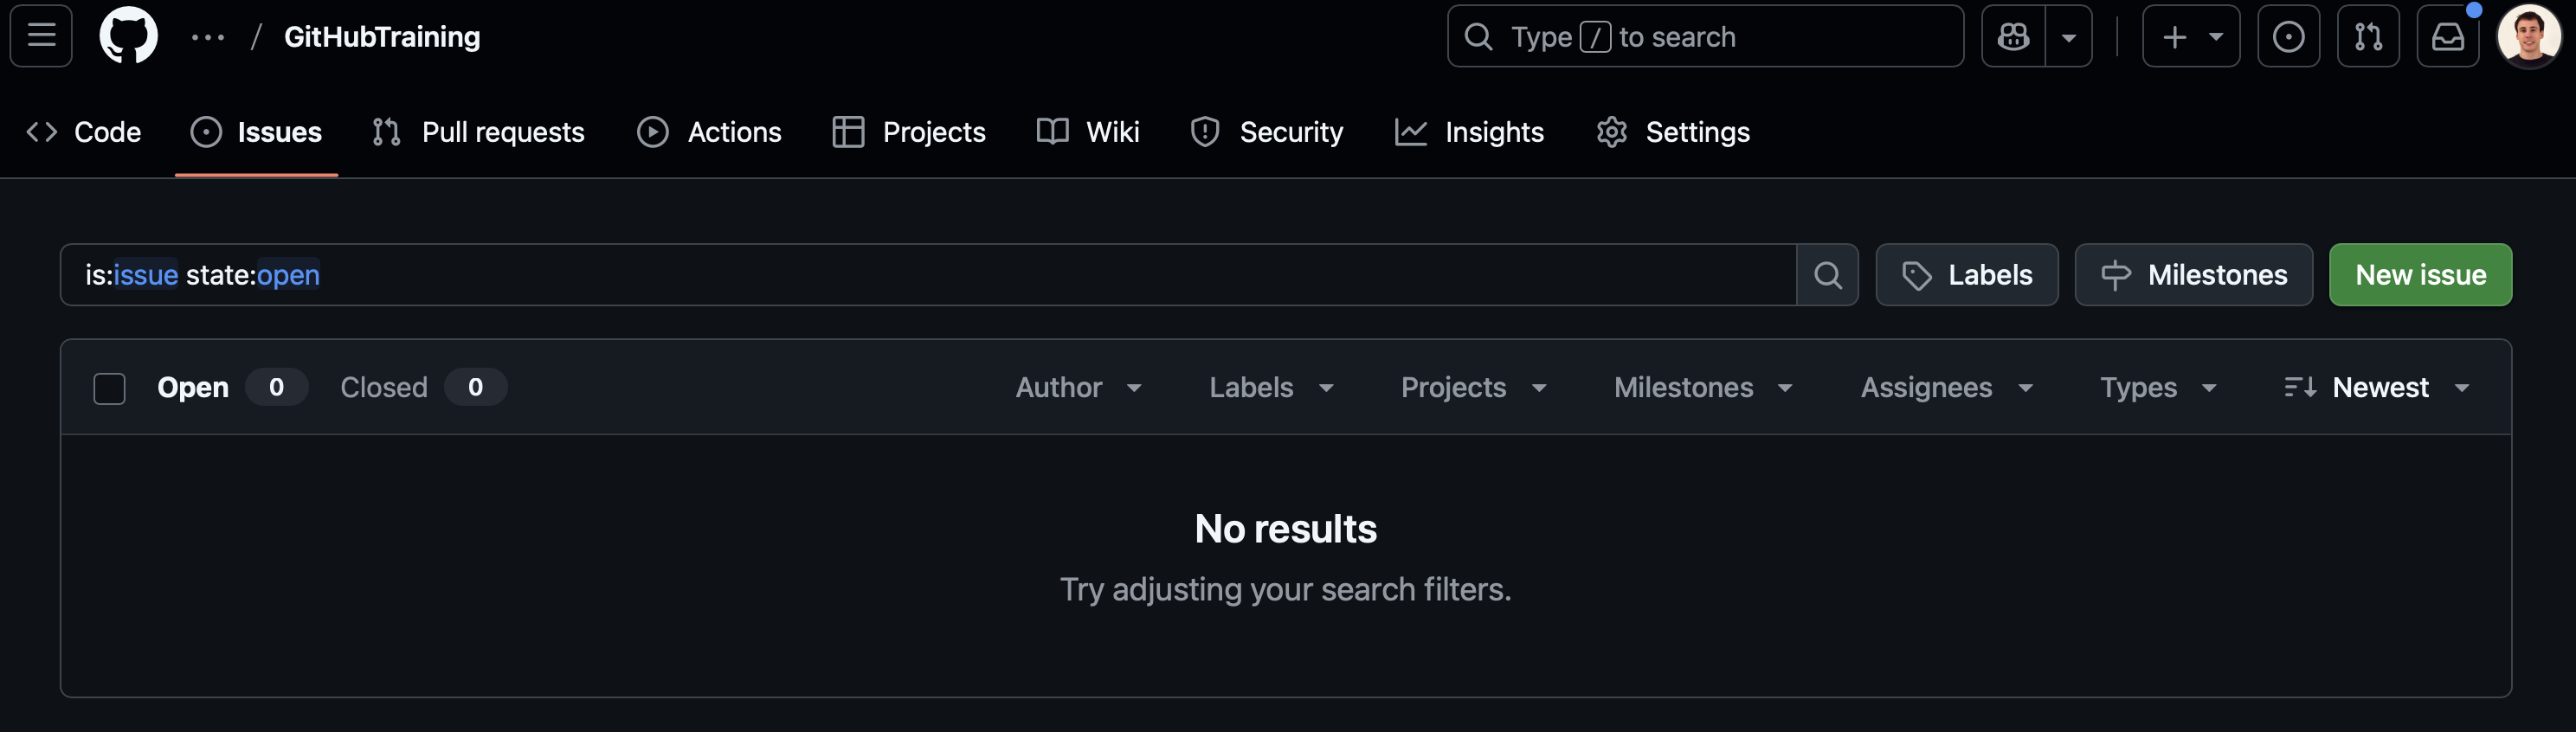 ... / GitHubTraining
Type / to search
Code Issues Pull requests Actions Projects Wiki Security Insights Settings
is:issue state:open
Labels Milestones New issue
Open 0 Closed 0 Author Labels Projects Milestones Assignees Types Newest
No results
Try adjusting your search filters.